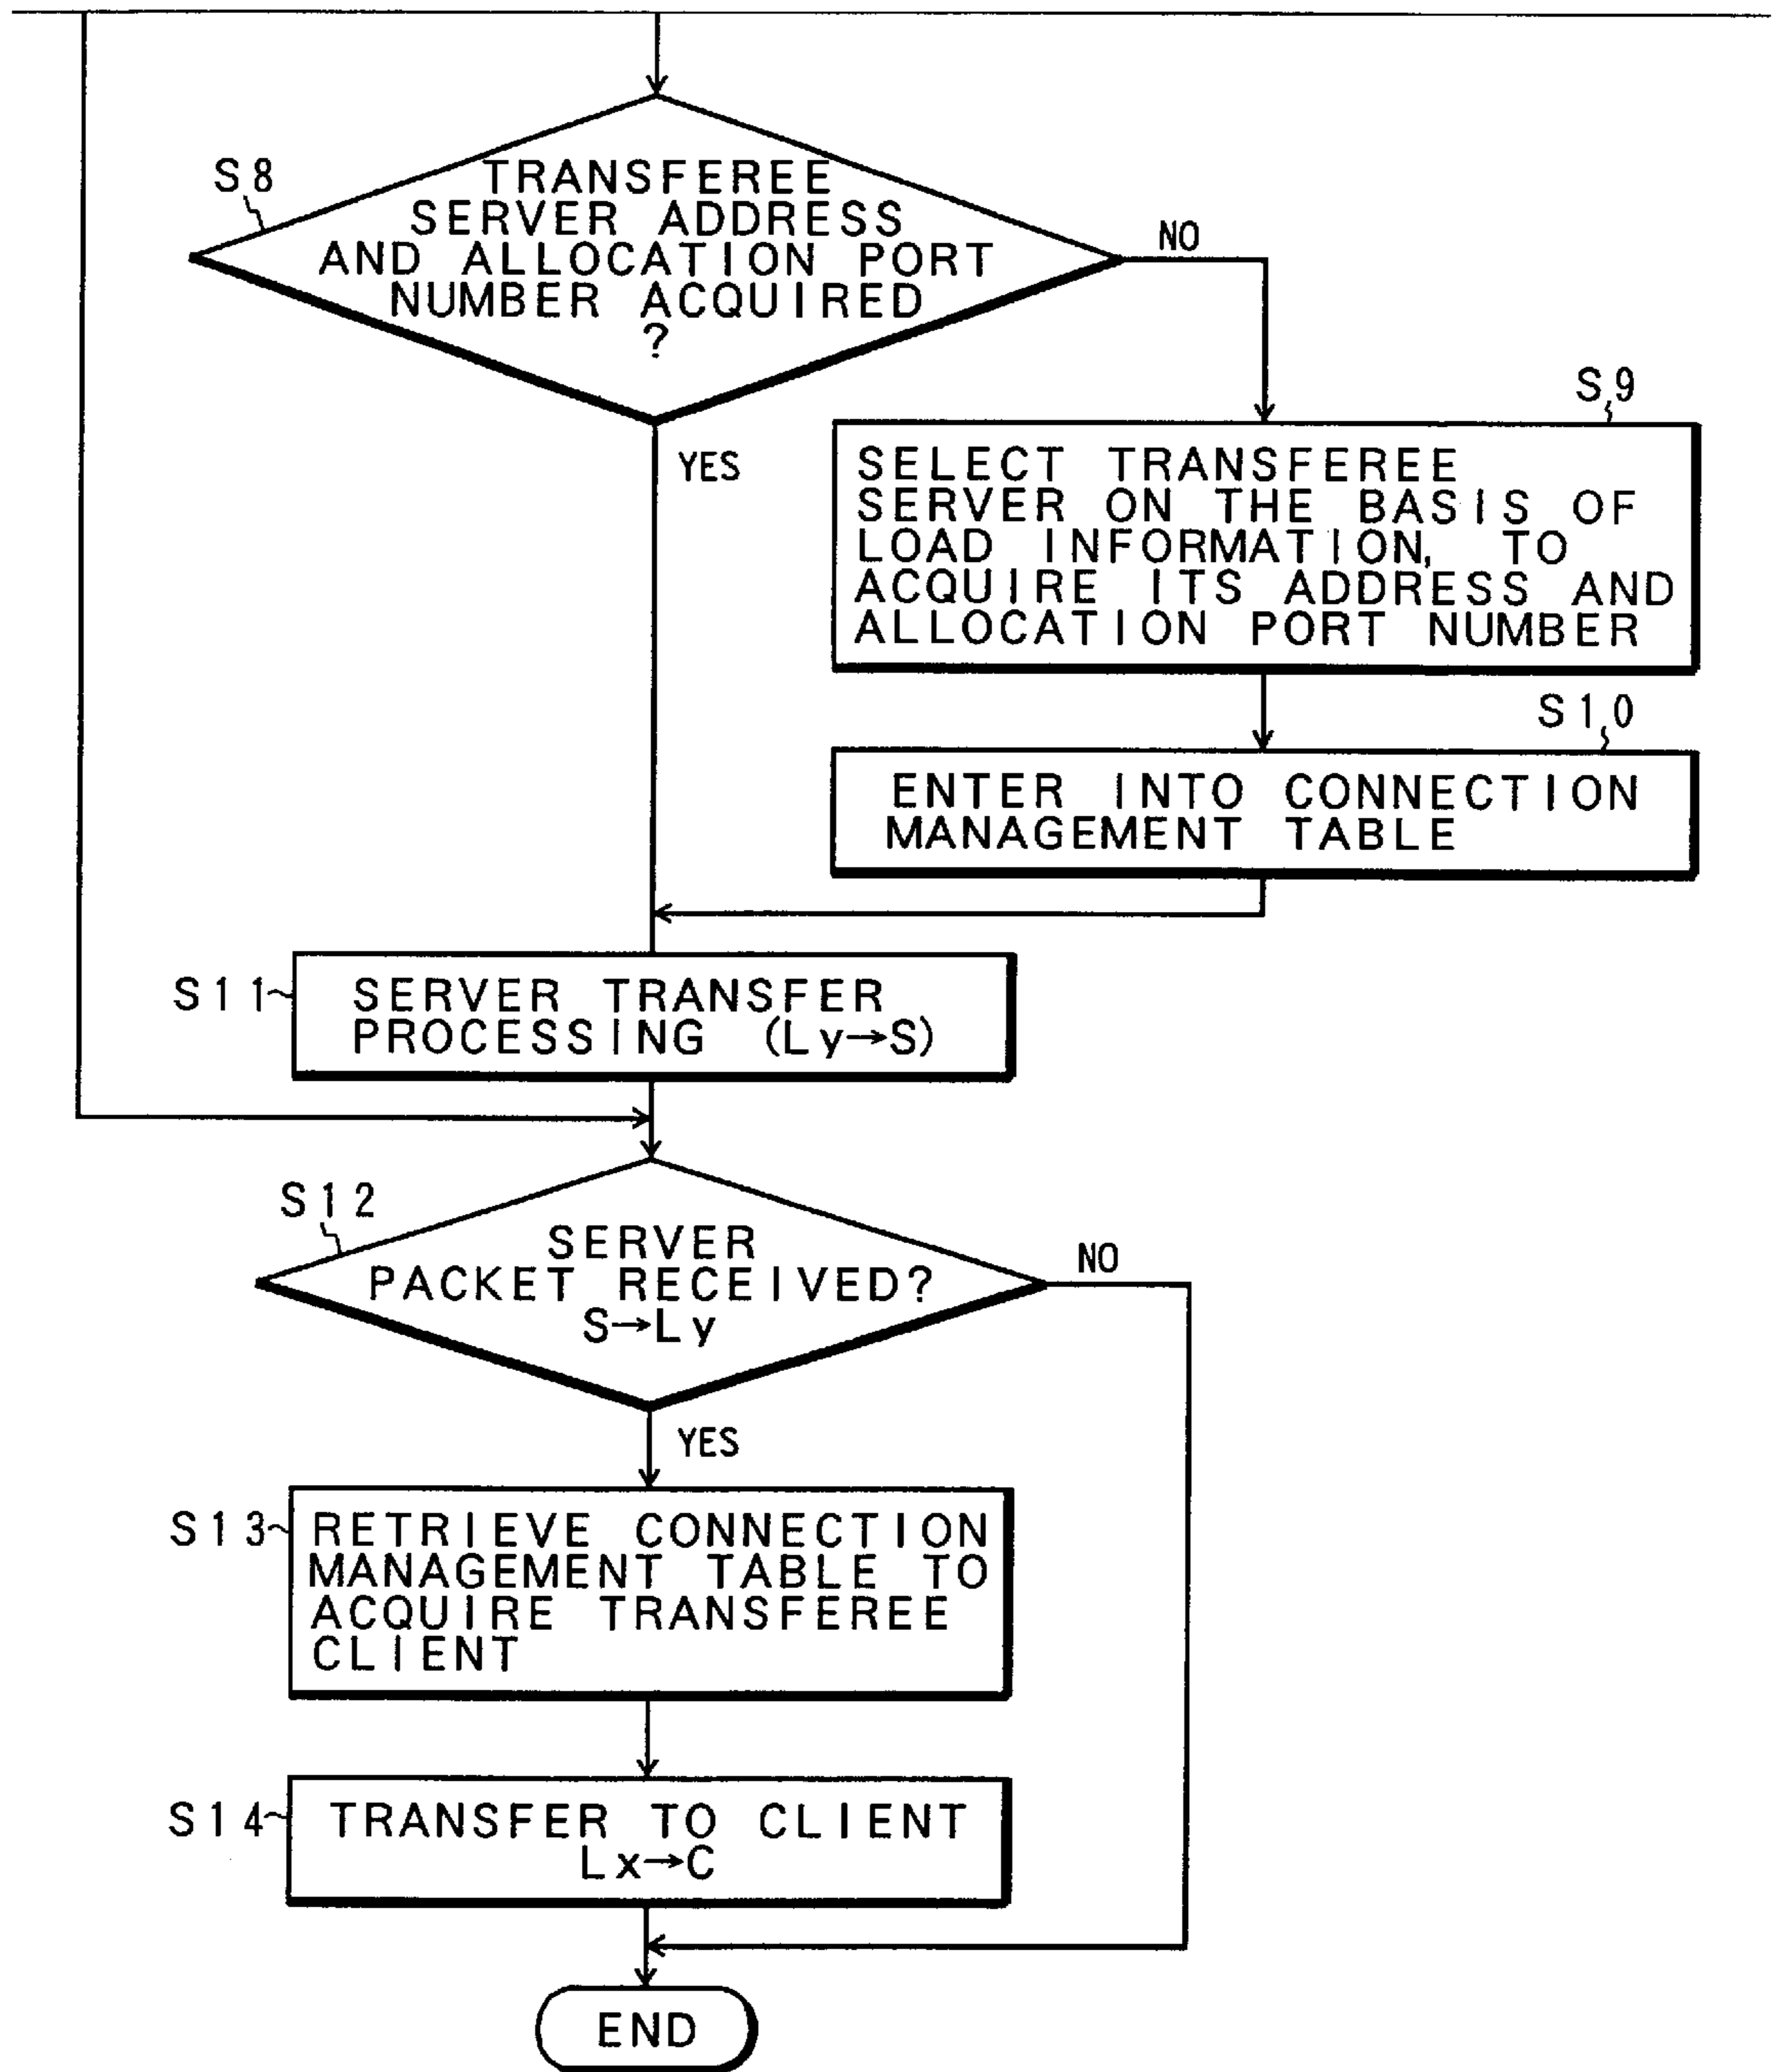 S8
TRANSFEREE
SERVER ADDRESS
AND ALLOCATION PORT
NUMBER ACQUIRED
?
NO
YES
S9
SELECT TRANSFEREE
SERVER ON THE BASIS OF
LOAD INFORMATION, TO
ACQUIRE ITS ADDRESS AND
ALLOCATION PORT NUMBER
S10
ENTER INTO CONNECTION
MANAGEMENT TABLE
S11
SERVER TRANSFER
PROCESSING (Ly→S)
S12
SERVER
PACKET RECEIVED?
S→Ly
NO
YES
S13
RETRIEVE CONNECTION
MANAGEMENT TABLE TO
ACQUIRE TRANSFEREE
CLIENT
S14
TRANSFER TO CLIENT
Lx→C
END